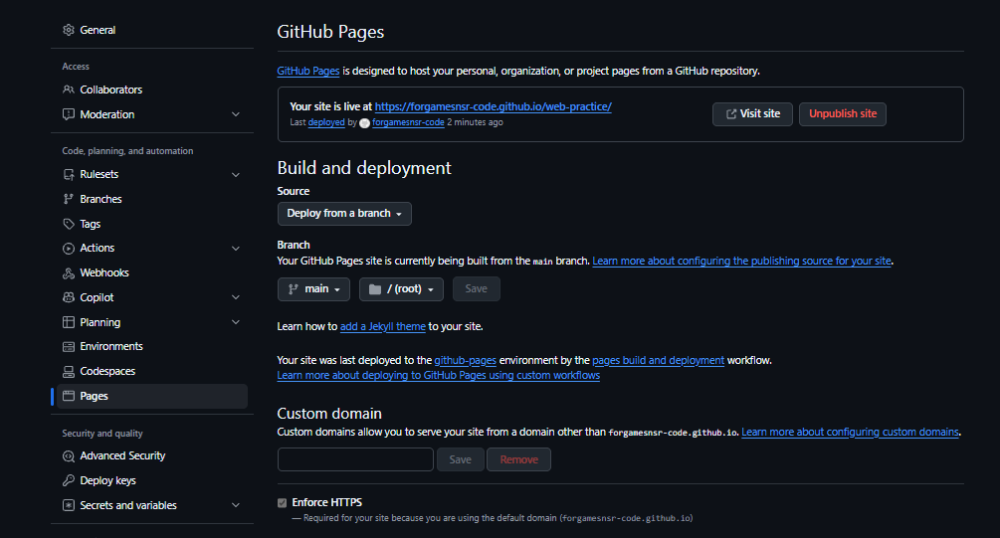 General
Access
Collaborators
Moderation
Code, planning, and automation
Rulesets
Branches
Tags
Actions
Webhooks
Copilot
Planning
Environments
Codespaces
Pages
Security and quality
Advanced Security
Deploy keys
Secrets and variables
GitHub Pages
GitHub Pages is designed to host your personal, organization, or project pages from a GitHub repository.
Your site is live at https://forgamesnsr-code.github.io/web-practice/
Last deployed by forgamesnsr-code 2 minutes ago
Visit site
Unpublish site
Build and deployment
Source
Deploy from a branch
Branch
Your GitHub Pages site is currently being built from the main branch. Learn more about configuring the publishing source for your site.
main
/ (root)
Save
Learn how to add a Jekyll theme to your site.
Your site was last deployed to the github-pages environment by the pages build and deployment workflow.
Learn more about deploying to GitHub Pages using custom workflows
Custom domain
Custom domains allow you to serve your site from a domain other than forgamesnsr-code.github.io. Learn more about configuring custom domains.
Save
Remove
Enforce HTTPS
— Required for your site because you are using the default domain (forgamesnsr-code.github.io)